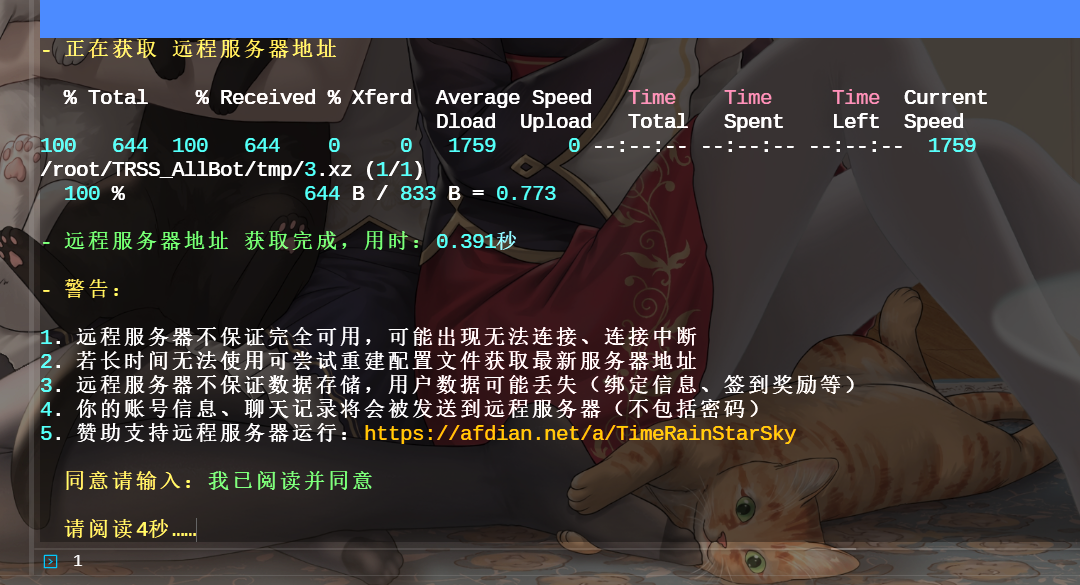 - 正在获取 远程服务器地址
% Total % Received % Xferd Average Speed Time Time Time Current
Dload Upload Total Spent Left Speed
100 644 100 644 0 0 1759 0 --:--:-- --:--:-- --:--:-- 1759
/root/TRSS_AllBot/tmp/3.xz (1/1)
100 % 644 B / 833 B = 0.773
- 远程服务器地址 获取完成，用时：0.391秒
- 警告：
1. 远程服务器不保证完全可用，可能出现无法连接、连接中断
2. 若长时间无法使用可尝试重建配置文件获取最新服务器地址
3. 远程服务器不保证数据存储，用户数据可能丢失（绑定信息、签到奖励等）
4. 你的账号信息、聊天记录将会被发送到远程服务器（不包括密码）
5. 赞助支持远程服务器运行：https://afdian.net/a/TimeRainStarSky
同意请输入：我已阅读并同意
请阅读4秒……
1